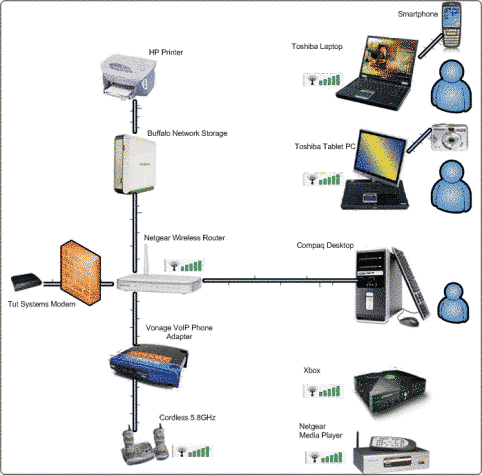 Smartphone
HP Printer
Toshiba Laptop
Buffalo Network Storage
Toshiba Tablet PC
Netgear Wireless Router
Compaq Desktop
Tut Systems Modem
Vonage VoIP Phone
Adapter
Xbox
Cordless 5.8GHz
Netgear
Media Player